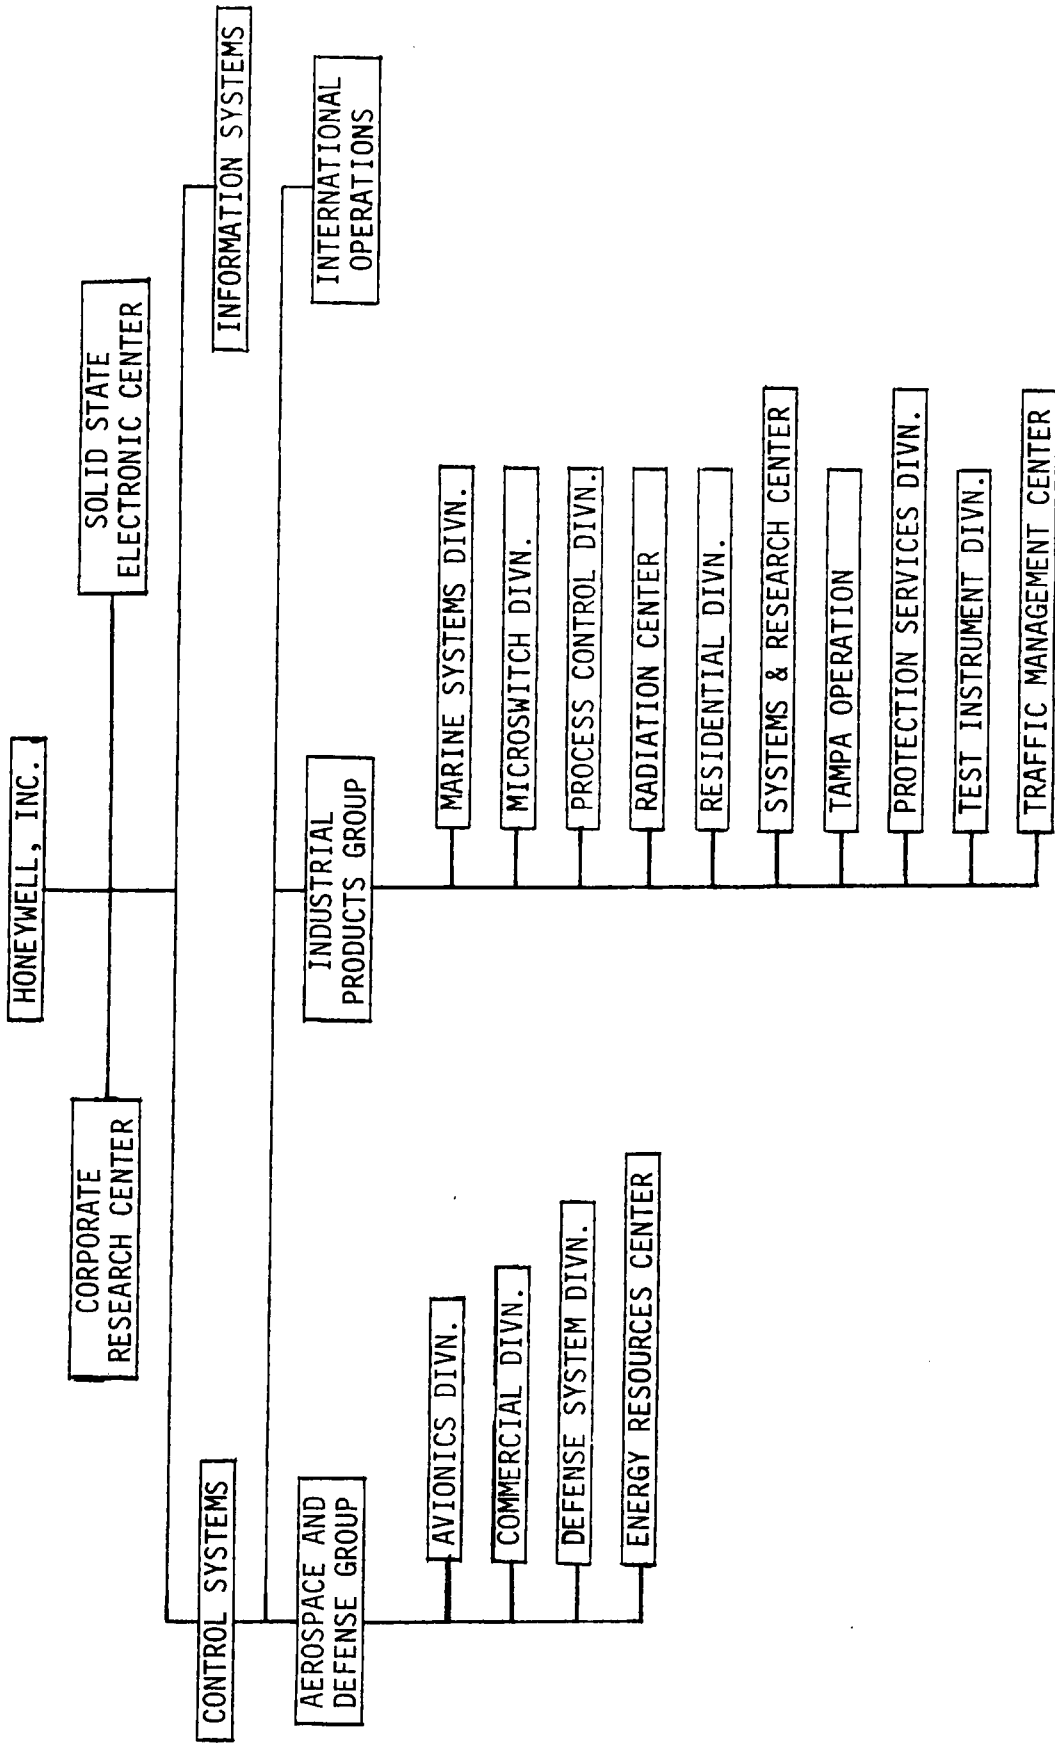 HONEYWELL, INC.
CORPORATE
RESEARCH CENTER
SOLID STATE
ELECTRONIC CENTER
CONTROL SYSTEMS
INFORMATION SYSTEMS
AEROSPACE AND
DEFENSE GROUP
INDUSTRIAL
PRODUCTS GROUP
INTERNATIONAL
OPERATIONS
AVIONICS DIVN.
COMMERCIAL DIVN.
DEFENSE SYSTEM DIVN.
ENERGY RESOURCES CENTER
MARINE SYSTEMS DIVN.
MICROSWITCH DIVN.
PROCESS CONTROL DIVN.
RADIATION CENTER
RESIDENTIAL DIVN.
SYSTEMS & RESEARCH CENTER
TAMPA OPERATION
PROTECTION SERVICES DIVN.
TEST INSTRUMENT DIVN.
TRAFFIC MANAGEMENT CENTER